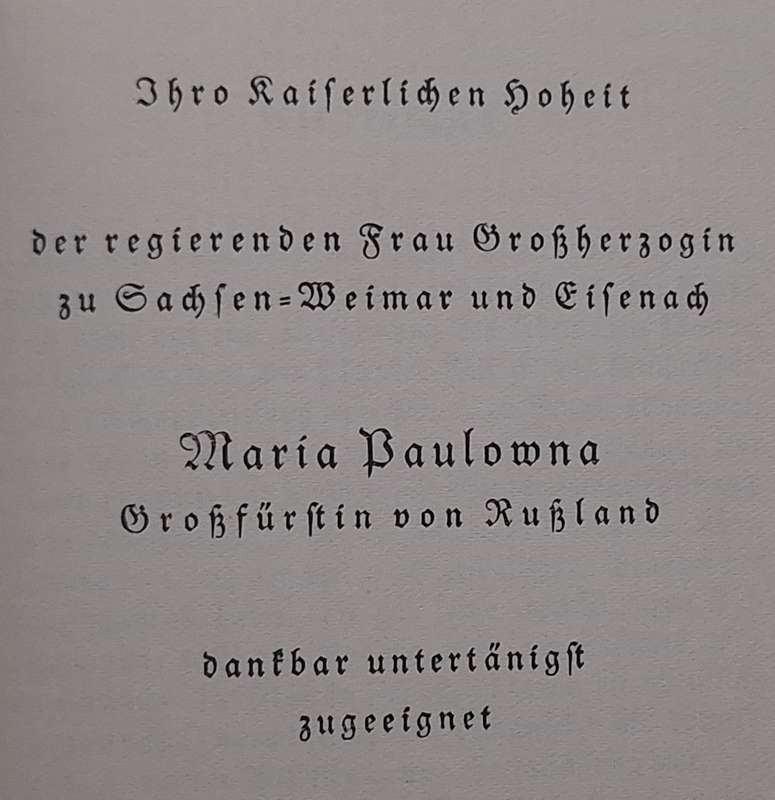 Ihro Kaiserlichen Hoheit
der regierenden Frau Großherzogin
zu Sachsen-Weimar und Eisenach
Maria Paulowna
Großfürstin von Rußland
dankbar untertänigst
zugeeignet